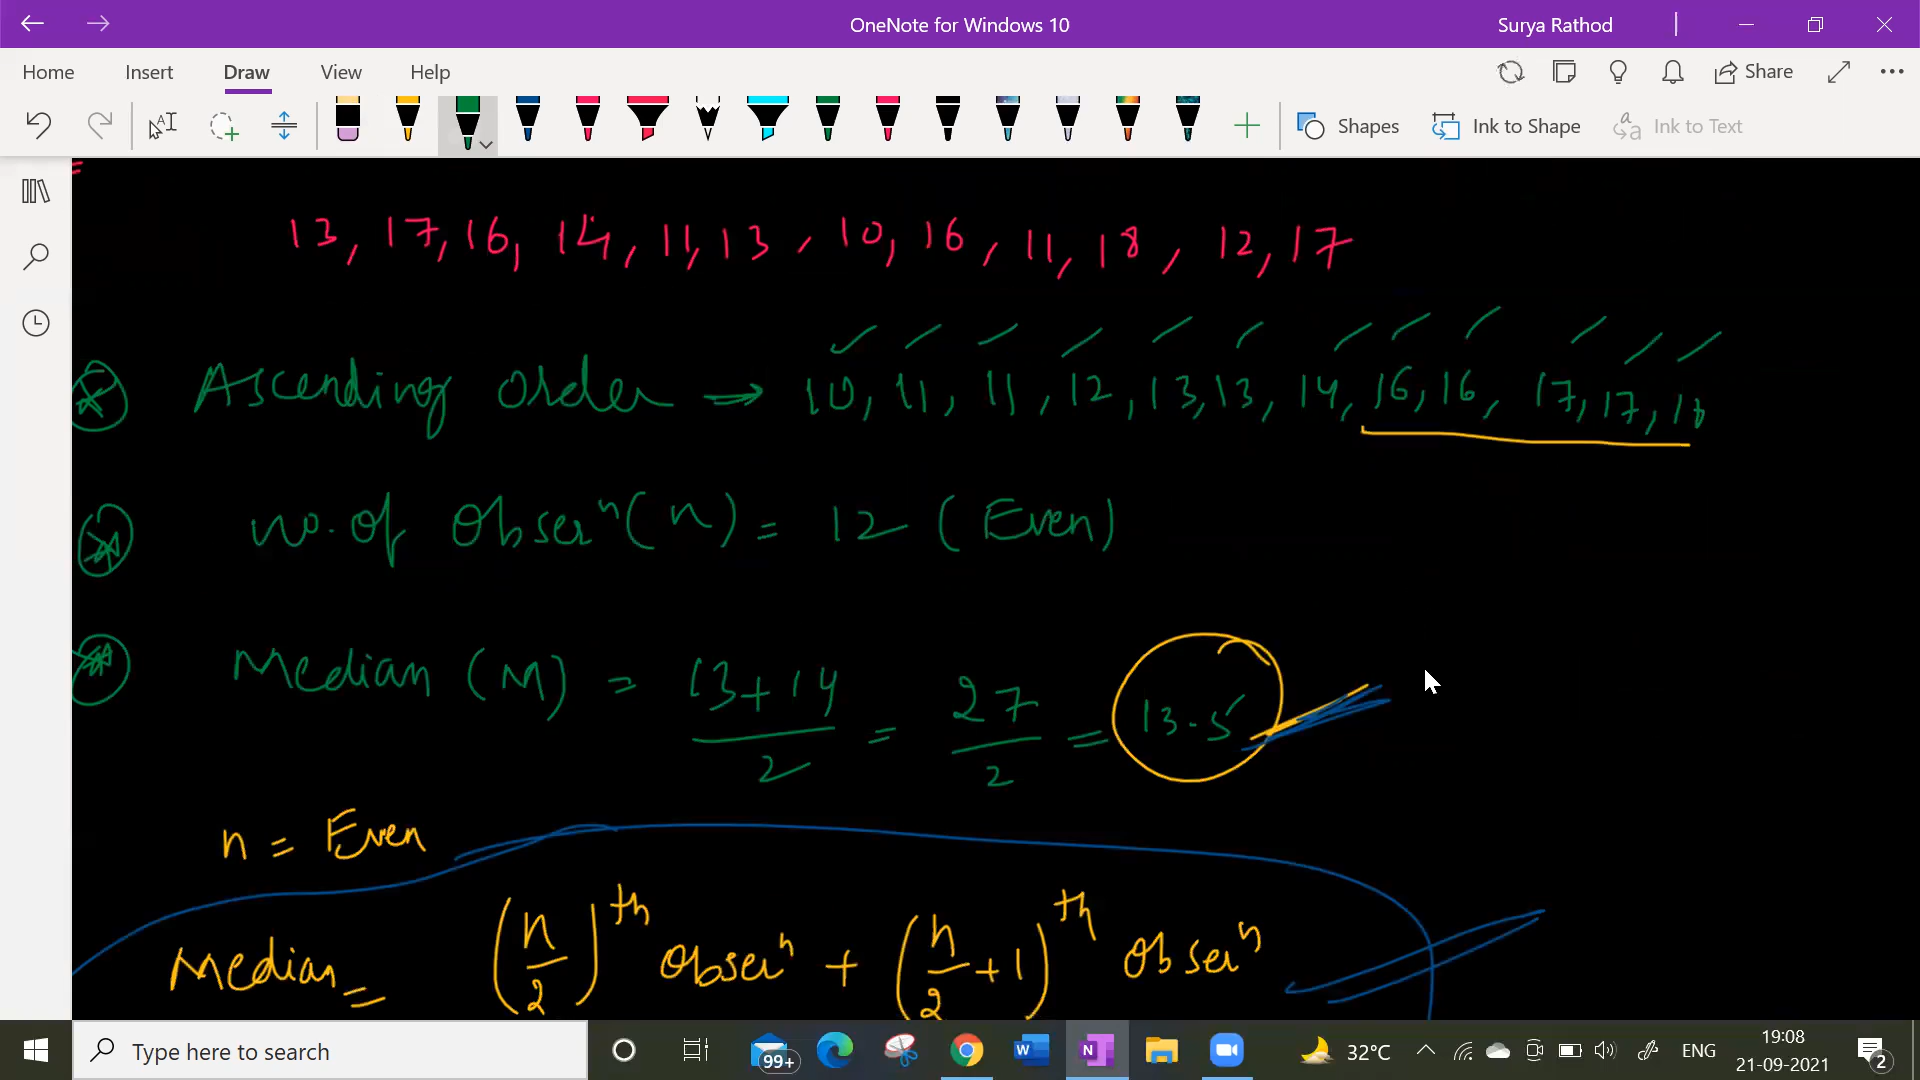 OneNote for Windows 10
Surya Rathod
Home Insert Draw View Help
Share
Shapes Ink to Shape Ink to Text
=
13, 17, 16, 14, 11, 13, 10, 16, 11, 18, 12, 17
Ascending Order → 10, 11, 11, 12, 13, 13, 14, 16, 16, 17, 17, 18
no. of Obserⁿ (n) = 12 (Even)
Median (M) = 13+14/2 = 27/2 = 13.5
n = Even
Median = (n/2)th Obserⁿ + (n/2 + 1)th Obserⁿ
Type here to search
99+
32°C
ENG
19:08
21-09-2021
2